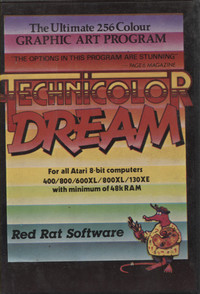 The Ultimate 256 Colour
GRAPHIC ART PROGRAM
"THE OPTIONS IN THIS PROGRAM ARE STUNNING"
— PAGE 6 MAGAZINE
TECHNICOLOR
DREAM
For all Atari 8-bit computers
400/800/600XL/800XL/130XE
with minimum of 48k RAM
Red Rat Software